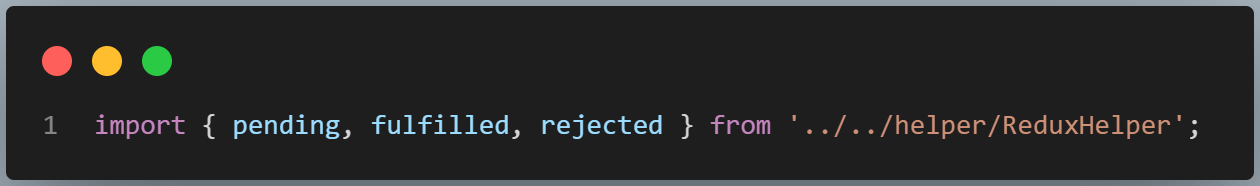 1 import { pending, fulfilled, rejected } from '../../helper/ReduxHelper';